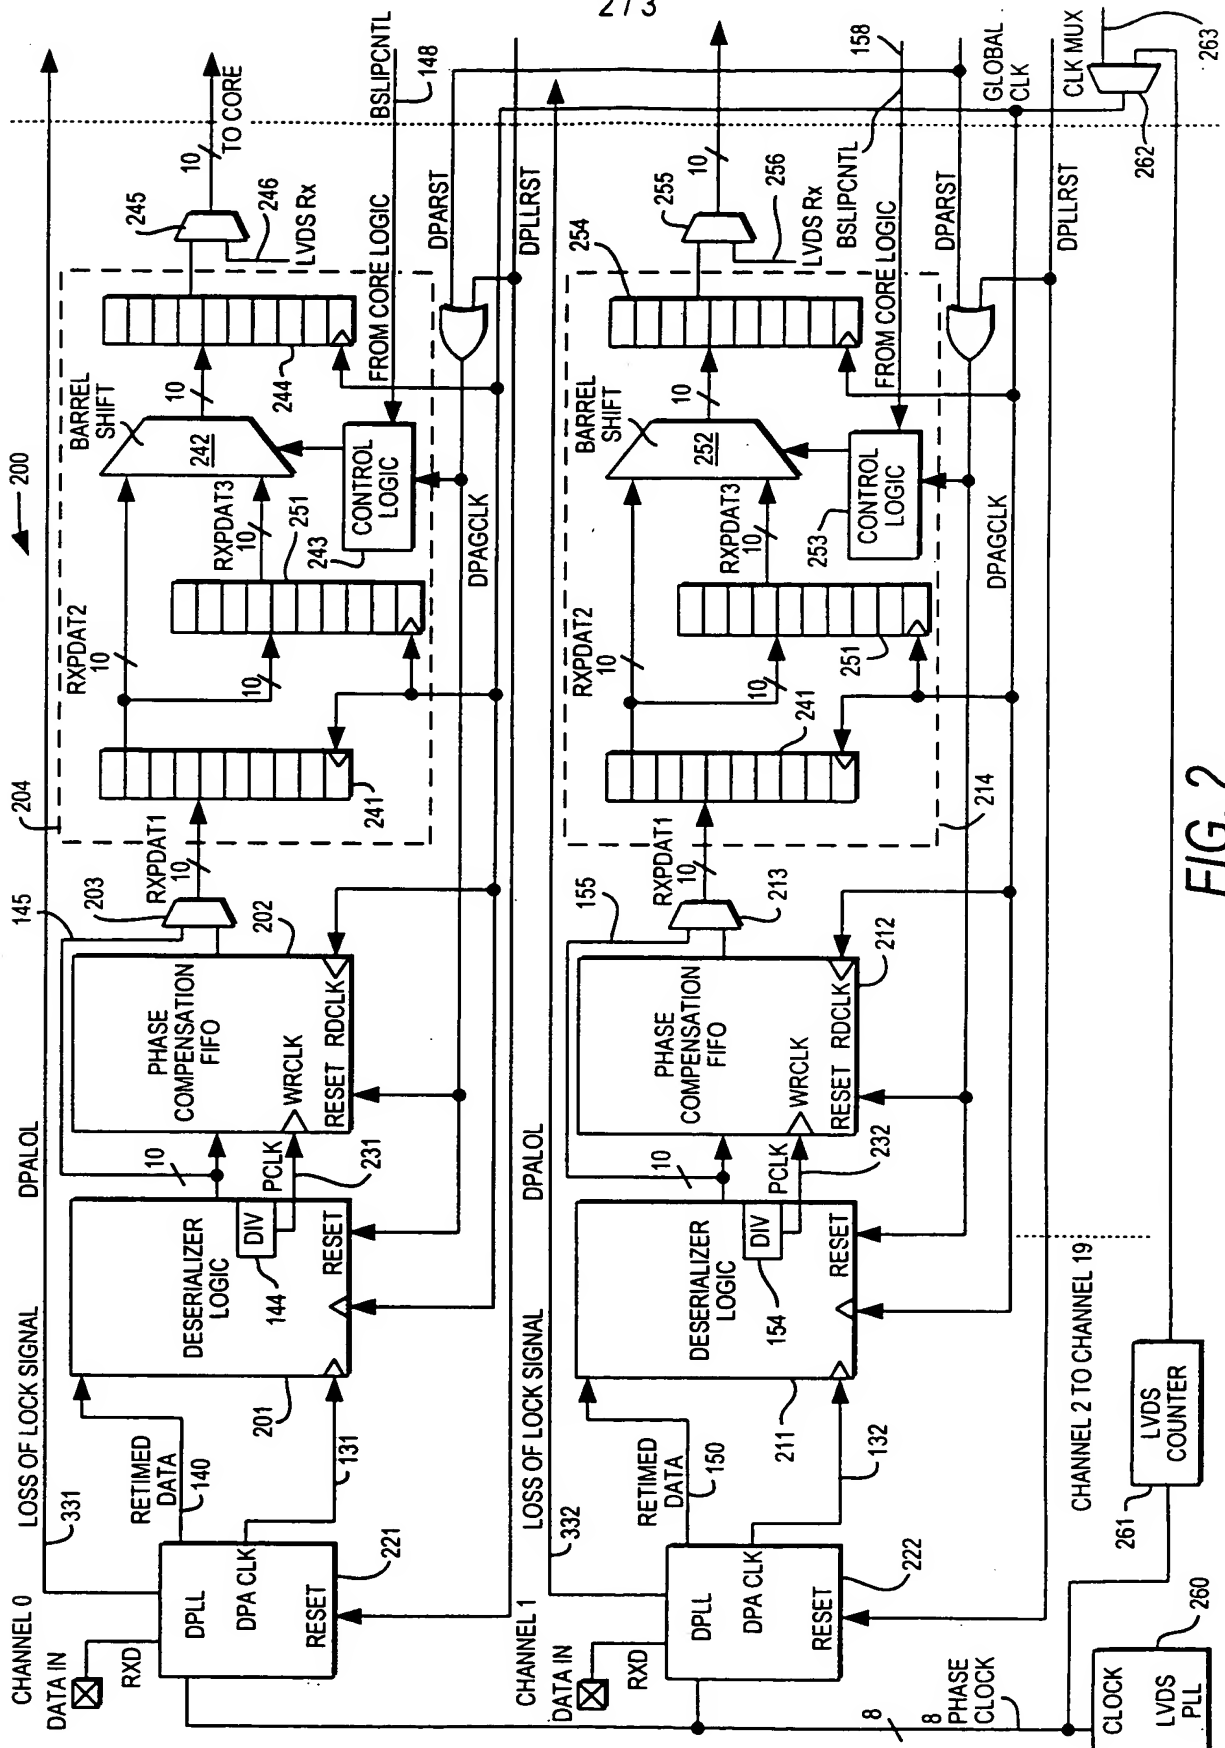 2 / 3
200
CHANNEL 0
DATA IN
RXD
LOSS OF LOCK SIGNAL
331
DPALOL
DPLL
DPA CLK
RESET
221
RETIMED
DATA
140
131
DESERIALIZER
LOGIC
201
DIV
144
RESET
10
PCLK
231
145
PHASE
COMPENSATION
FIFO
WRCLK
RESET RDCLK
202
203
RXPDAT1
10
204
241
RXPDAT2
10
10
RXPDAT3
10
251
BARREL
SHIFT
242
CONTROL
LOGIC
243
10
244
FROM CORE LOGIC
DPAGCLK
245
246
LVDS Rx
10
TO CORE
BSLIPCNTL
148
DPARST
DPLLRST
CHANNEL 1
DATA IN
RXD
LOSS OF LOCK SIGNAL
332
DPALOL
DPLL
DPA CLK
RESET
222
RETIMED
DATA
150
132
DESERIALIZER
LOGIC
211
DIV
154
RESET
10
PCLK
232
155
PHASE
COMPENSATION
FIFO
WRCLK
RESET RDCLK
212
213
RXPDAT1
10
214
241
RXPDAT2
10
10
RXPDAT3
10
251
BARREL
SHIFT
252
CONTROL
LOGIC
253
10
254
FROM CORE LOGIC
DPAGCLK
255
256
LVDS Rx
10
BSLIPCNTL
158
DPARST
DPLLRST
GLOBAL
CLK
CLK MUX
262
263
8
8
PHASE
CLOCK
CLOCK
LVDS
PLL
260
LVDS
COUNTER
261
CHANNEL 2 TO CHANNEL 19
FIG. 2